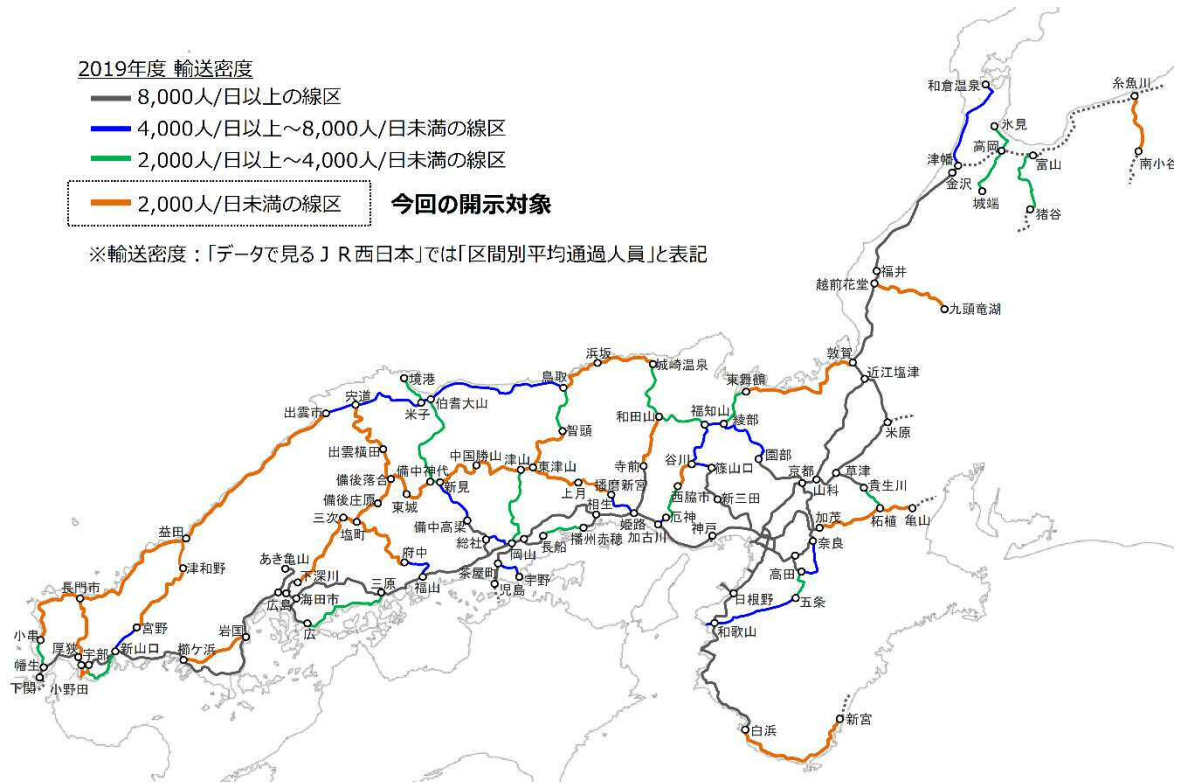 2019年度 輸送密度
8,000人/日以上の線区
4,000人/日以上～8,000人/日未満の線区
2,000人/日以上～4,000人/日未満の線区
2,000人/日未満の線区
今回の開示対象
※輸送密度：「データで見るＪＲ西日本」では「区間別平均通過人員」と表記
和倉温泉
糸魚川
氷見
高岡
津幡
富山
南小谷
金沢
城端
猪谷
福井
越前花堂
九頭竜湖
敦賀
近江塩津
浜坂
城崎温泉
東舞鶴
鳥取
境港
宍道
伯耆大山
米子
出雲市
和田山
福知山
綾部
米原
智頭
出雲横田
中国勝山
津山
東津山
谷川
園部
備中神代
新見
寺前
篠山口
京都
草津
備後落合
播磨新宮
山科
貴生川
備後庄原
東城
上月
相生
西脇市
新三田
三次
備中高梁
姫路
厄神
加茂
柘植
亀山
塩町
総社
岡山
長船
播州赤穂
加古川
神戸
奈良
益田
あき亀山
府中
高田
津和野
下深川
三原
福山
茶屋町
宇野
児島
日根野
五条
長門市
広島
海田市
広
和歌山
小串
宮野
岩国
厚狭
宇部
新山口
櫛ケ浜
幡生
下関
小野田
白浜
新宮